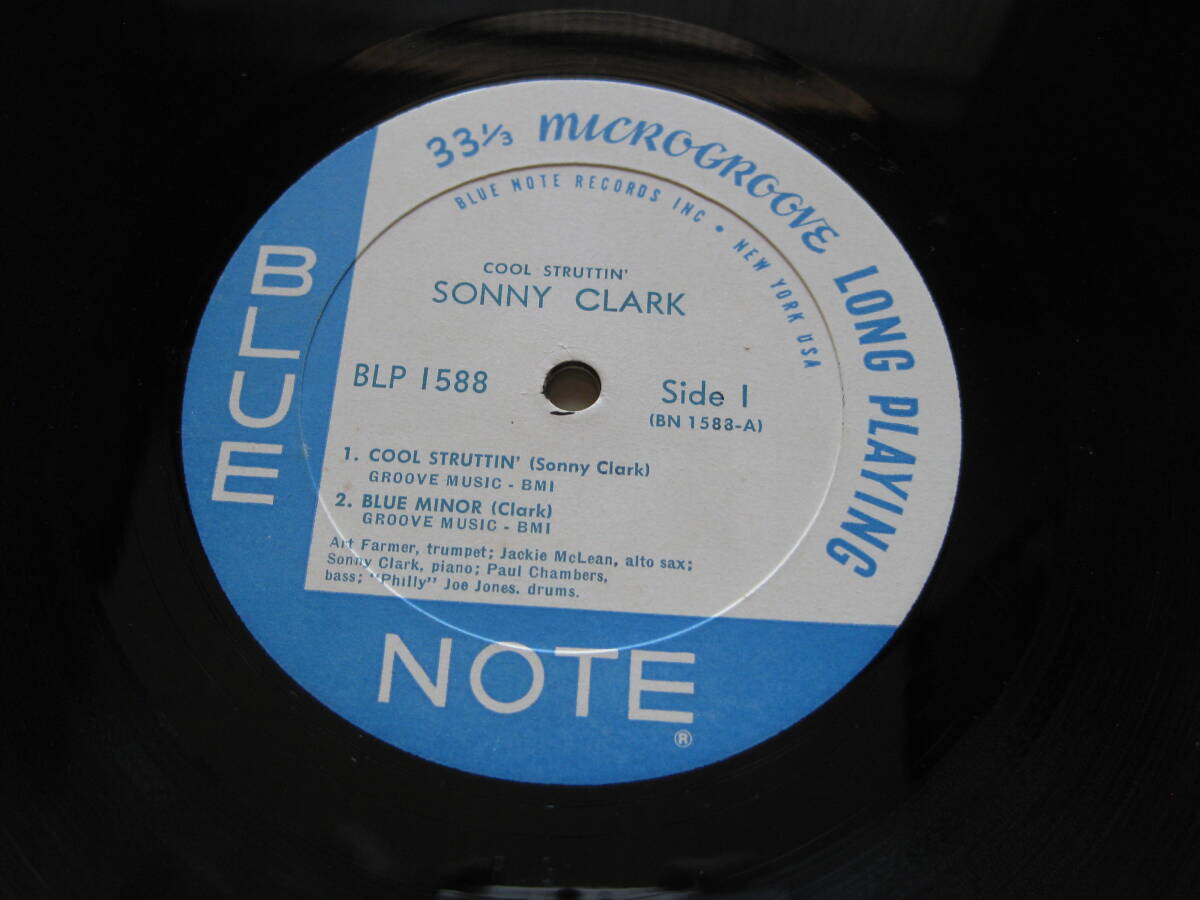 33⅓ MICROGROOVE LONG PLAYING
BLUE NOTE RECORDS INC • NEW YORK USA
COOL STRUTTIN'
SONNY CLARK
BLP 1588
Side 1
(BN 1588-A)
1. COOL STRUTTIN' (Sonny Clark)
GROOVE MUSIC - BMI
2. BLUE MINOR (Clark)
GROOVE MUSIC - BMI
Art Farmer, trumpet; Jackie McLean, alto sax;
Sonny Clark, piano; Paul Chambers,
bass; "Philly" Joe Jones. drums.
BLUE
NOTE
®